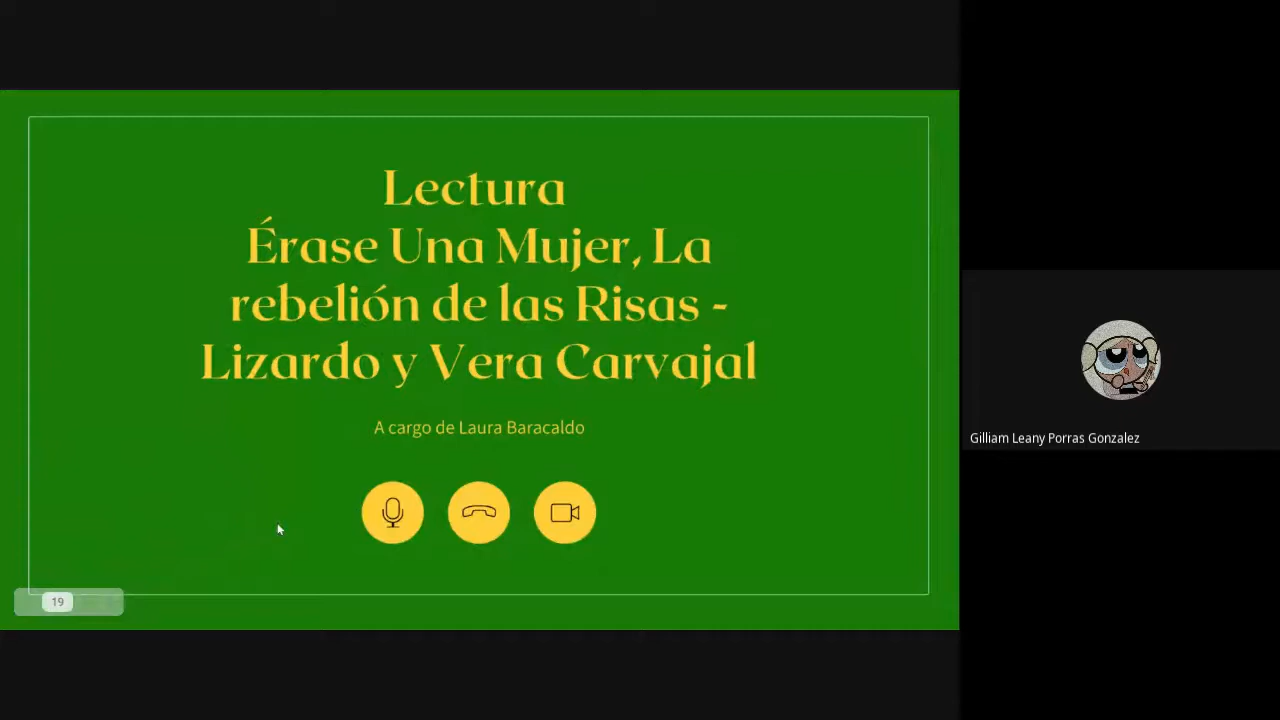 Lectura
Érase Una Mujer, La
rebelión de las Risas -
Lizardo y Vera Carvajal
A cargo de Laura Baracaldo
19
Gilliam Leany Porras Gonzalez